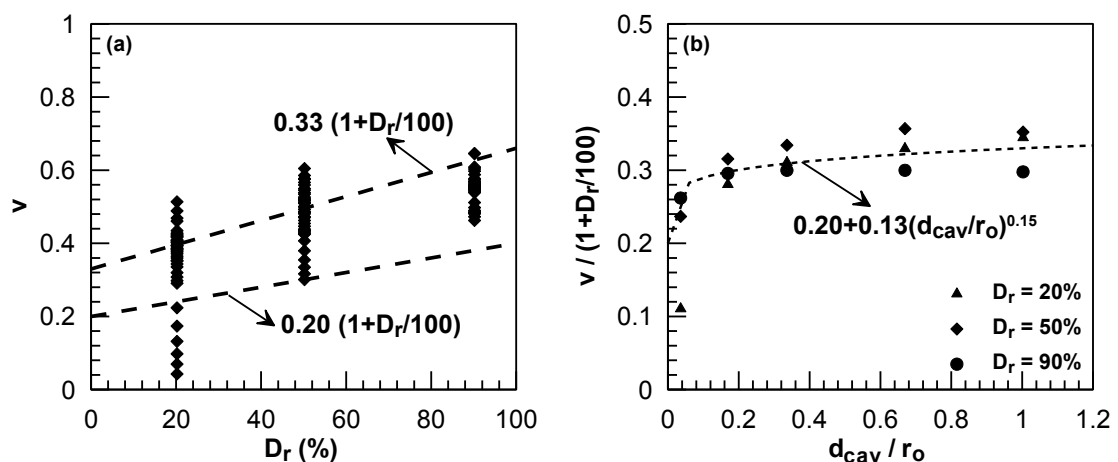 (a)
1
0.8
0.6
0.4
0.2
0
ν
0.33 (1+Dr/100)
0.20 (1+Dr/100)
0 20 40 60 80 100
Dr (%)
(b)
0.5
0.4
0.3
0.2
0.1
0
ν / (1+Dr/100)
0.20+0.13(dcav/ro)^0.15
Dr = 20%
Dr = 50%
Dr = 90%
0 0.2 0.4 0.6 0.8 1 1.2
dcav / ro